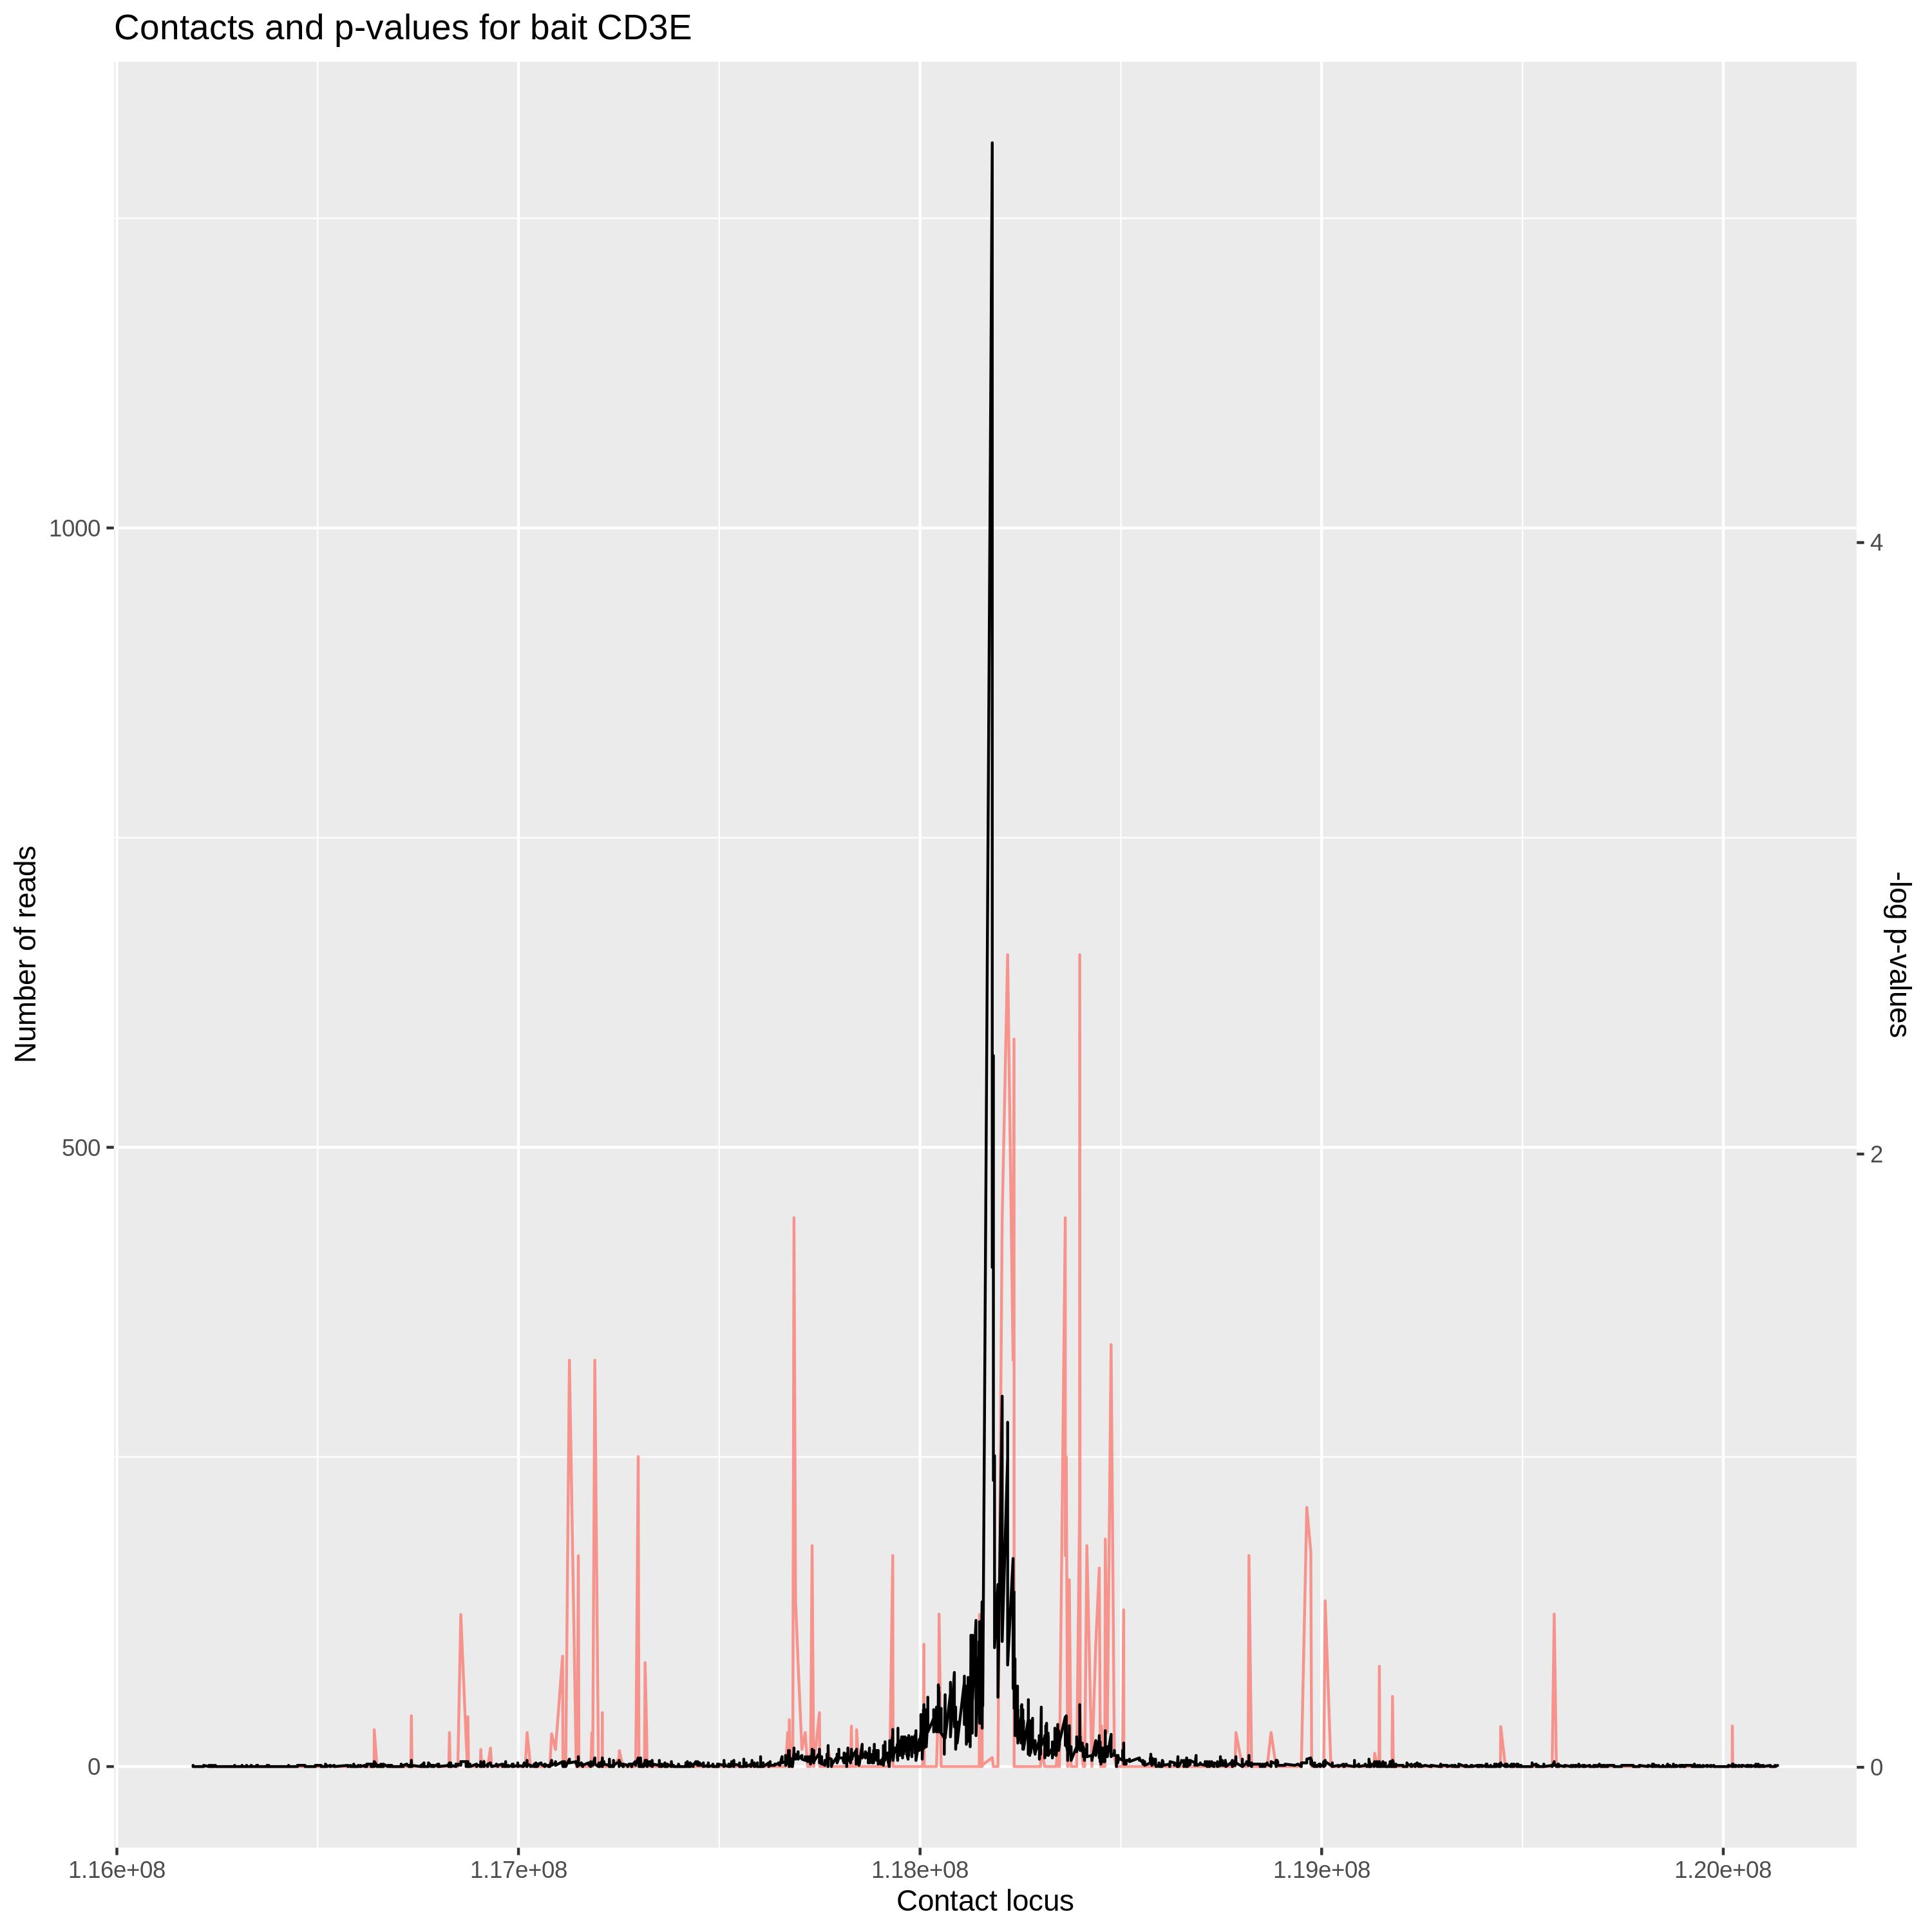 Contacts and p-values for bait CD3E
Number of reads
1000
500
0
4
2
0
-log p-values
1.16e+08
1.17e+08
1.18e+08
1.19e+08
1.20e+08
Contact locus